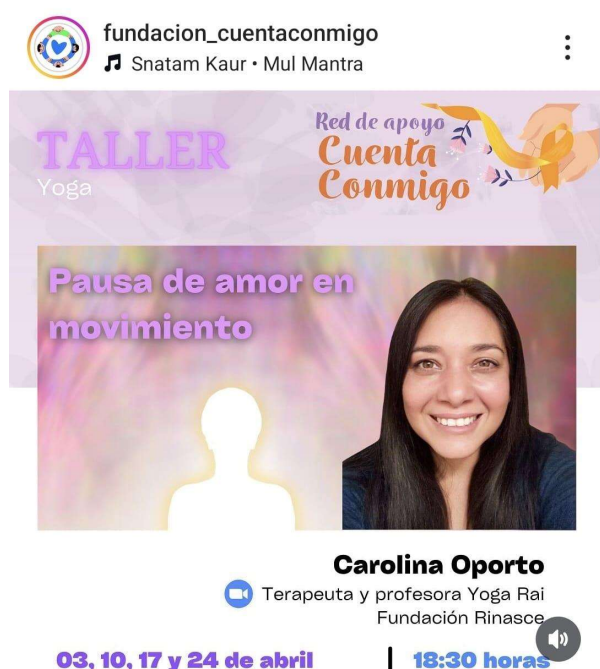 fundacion_cuentaconmigo
Snatam Kaur • Mul Mantra
TALLER
Yoga
Red de apoyo
Cuenta
Conmigo
Pausa de amor en
movimiento
Carolina Oporto
Terapeuta y profesora Yoga Rai
Fundación Rinasce
03, 10, 17 y 24 de abril | 18:30 horas